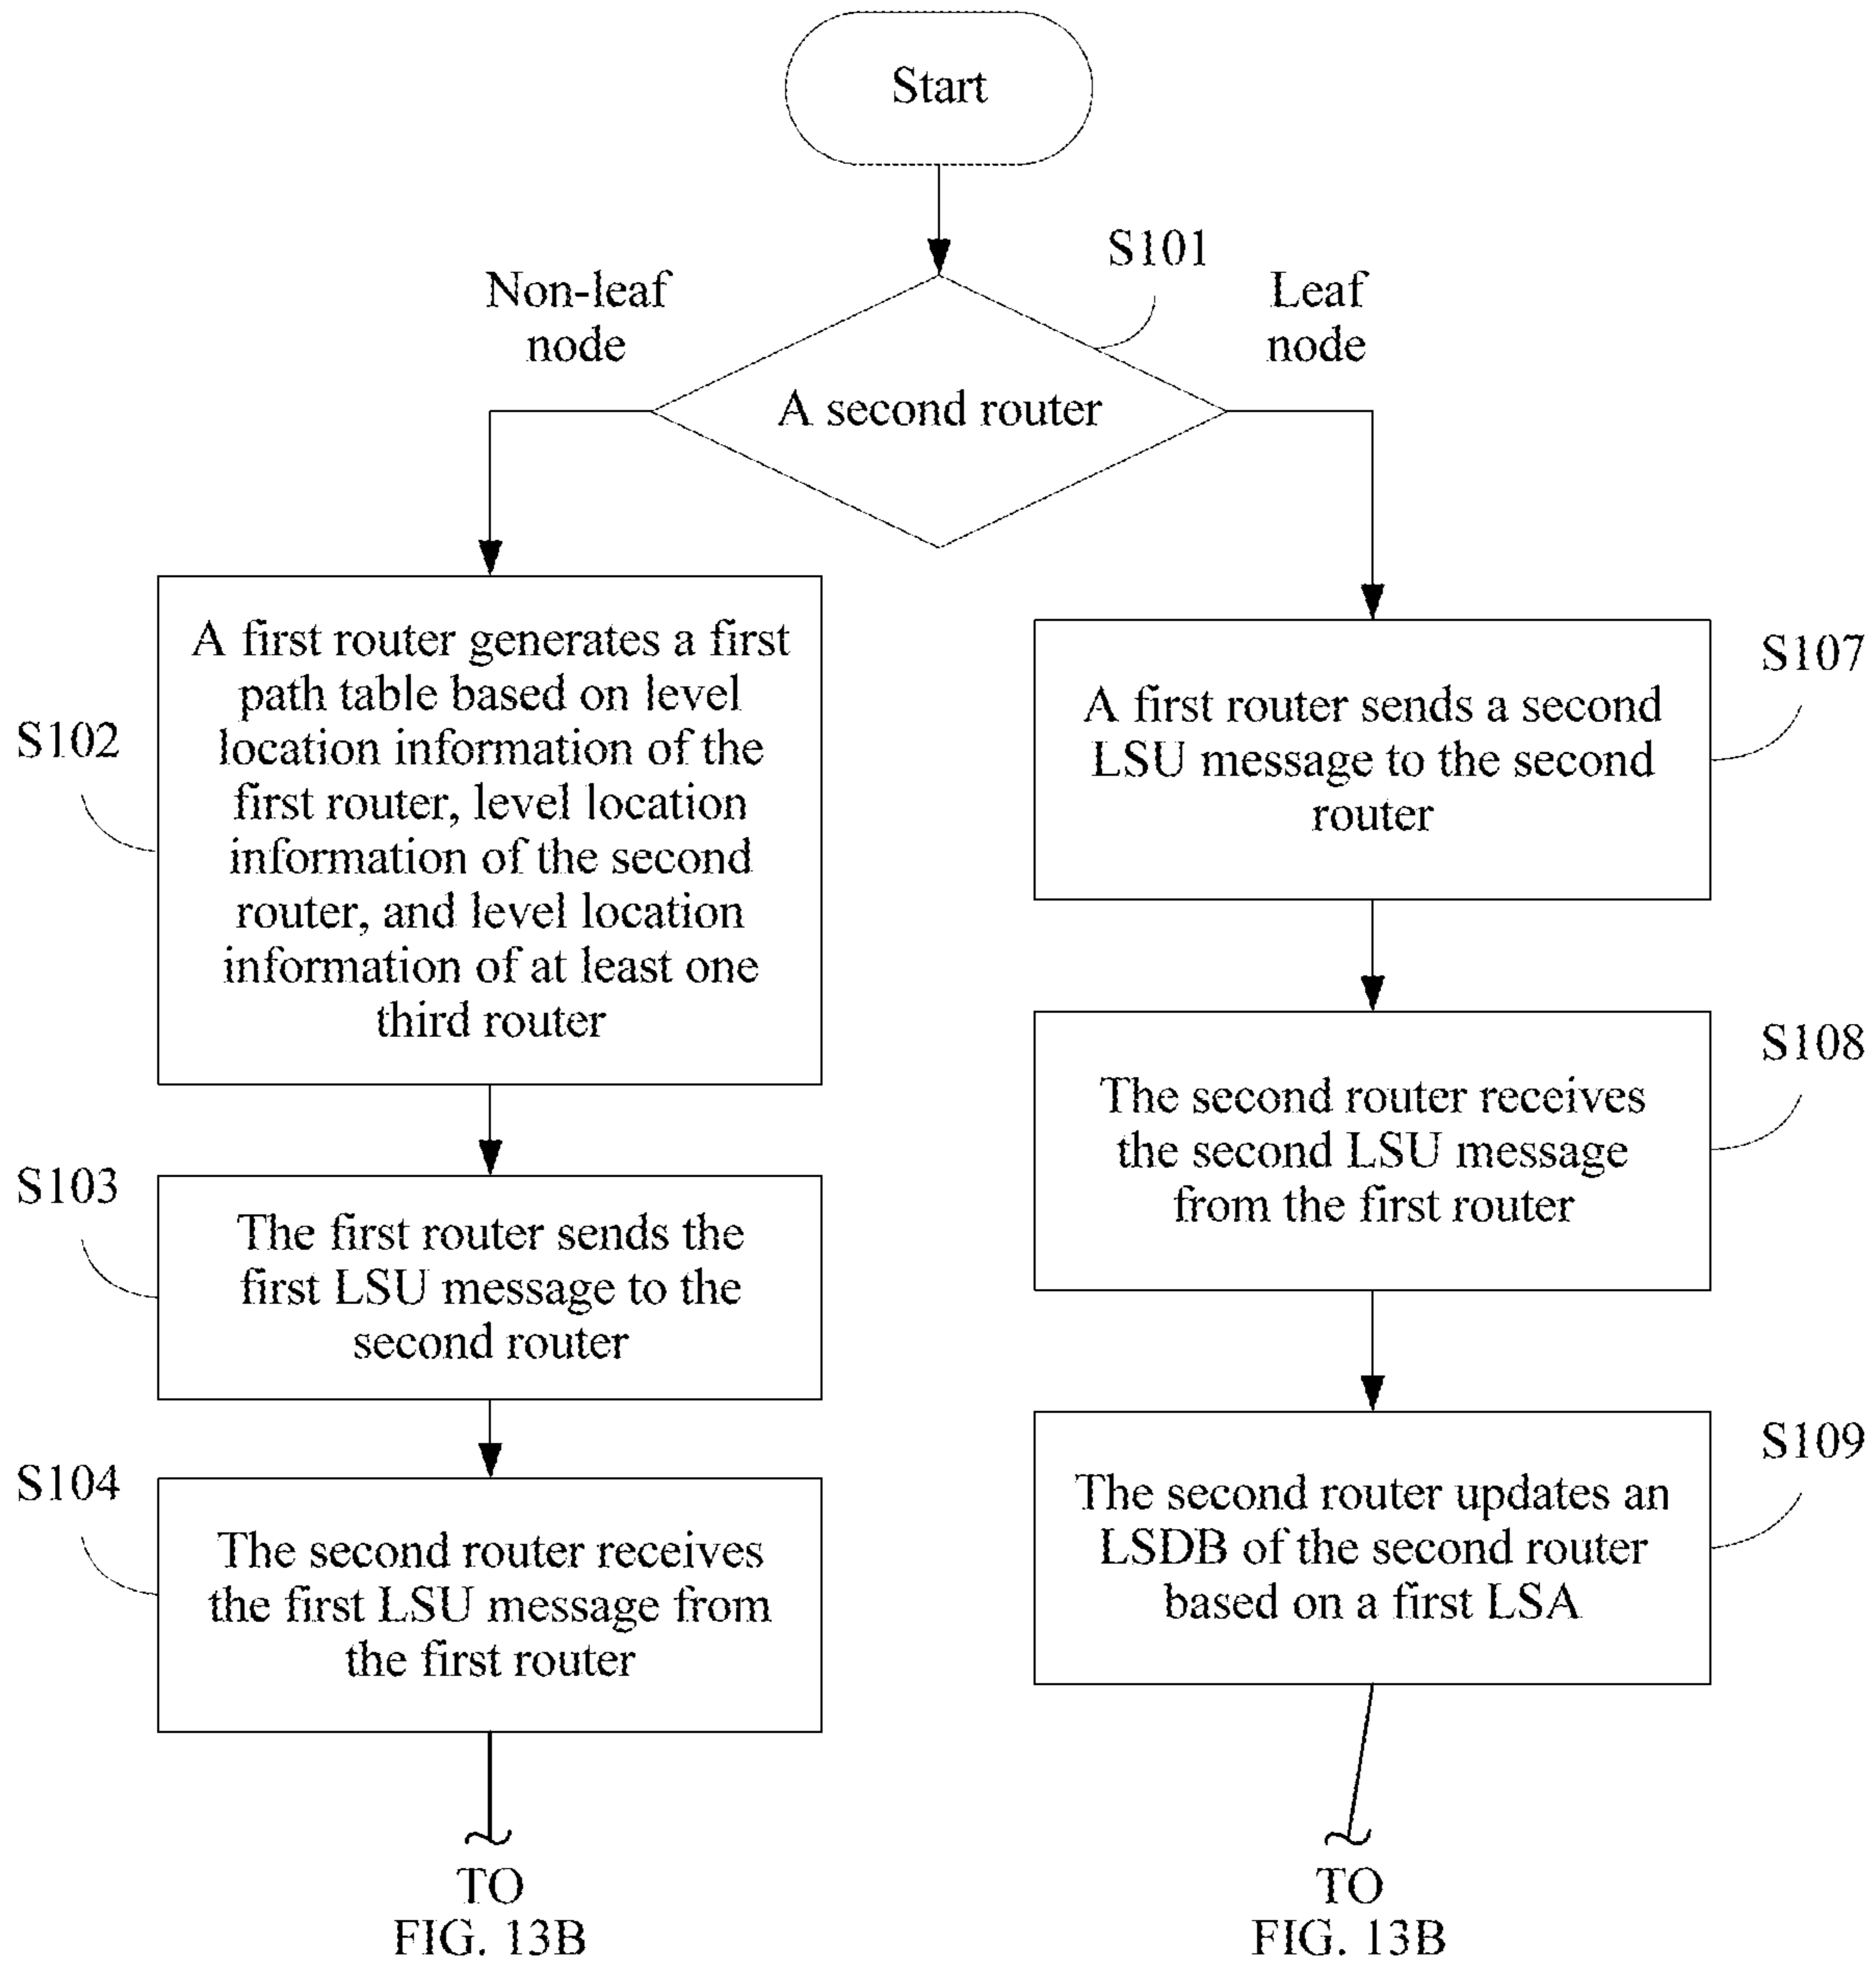 Start
S101
Non-leaf
node
Leaf
node
A second router
S102
A first router generates a first
path table based on level
location information of the
first router, level location
information of the second
router, and level location
information of at least one
third router
S103
The first router sends the
first LSU message to the
second router
S104
The second router receives
the first LSU message from
the first router
TO
FIG. 13B
S107
A first router sends a second
LSU message to the second
router
S108
The second router receives
the second LSU message
from the first router
S109
The second router updates an
LSDB of the second router
based on a first LSA
TO
FIG. 13B